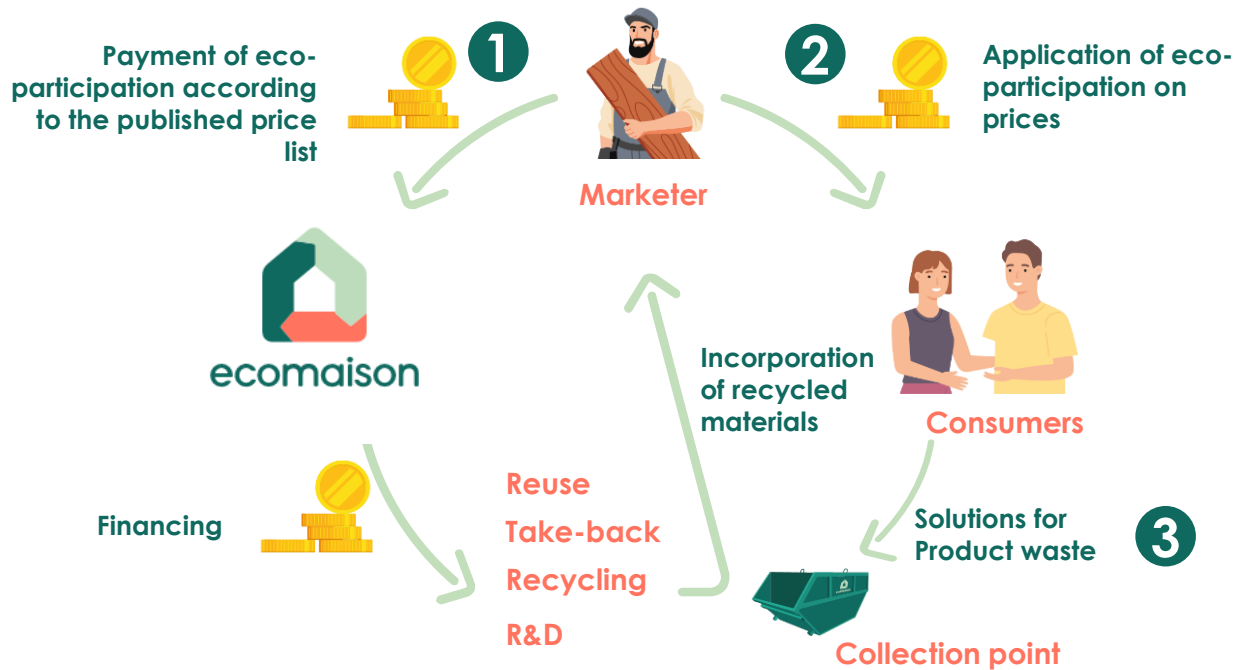 Payment of eco-
participation according
to the published price
list
1
2
Application of eco-
participation on
prices
Marketer
ecomaison
Incorporation
of recycled
materials
Consumers
Financing
Reuse
Take-back
Recycling
R&D
Solutions for
Product waste
3
Collection point